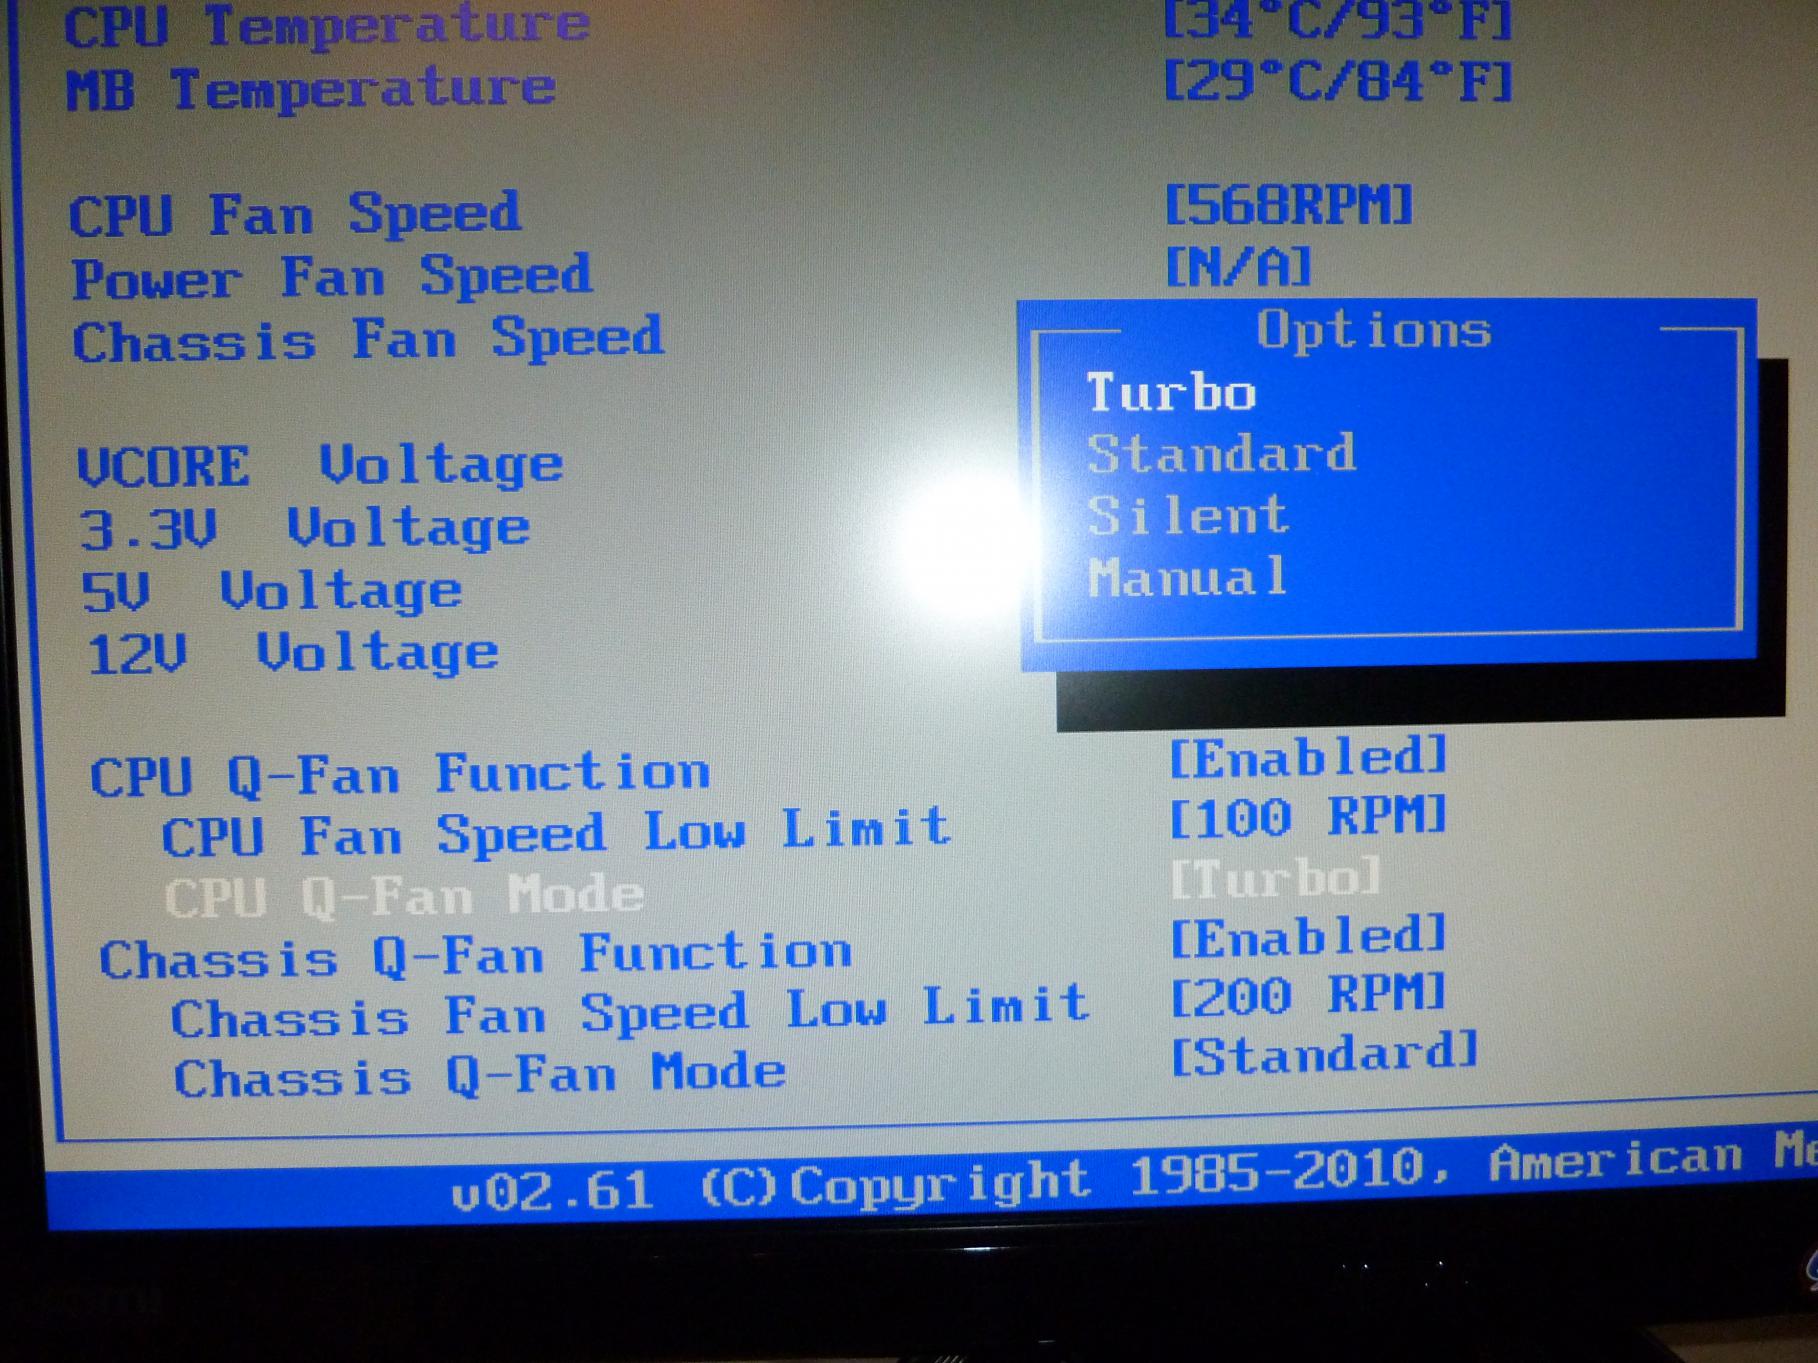 CPU Temperature [34°C/93°F]
MB Temperature [29°C/84°F]
CPU Fan Speed [568RPM]
Power Fan Speed [N/A]
Chassis Fan Speed
Options
Turbo
Standard
Silent
Manual
VCORE Voltage
3.3V Voltage
5V Voltage
12V Voltage
CPU Q-Fan Function [Enabled]
CPU Fan Speed Low Limit [100 RPM]
CPU Q-Fan Mode [Turbo]
Chassis Q-Fan Function [Enabled]
Chassis Fan Speed Low Limit [200 RPM]
Chassis Q-Fan Mode [Standard]
v02.61 (C)Copyright 1985-2010, American